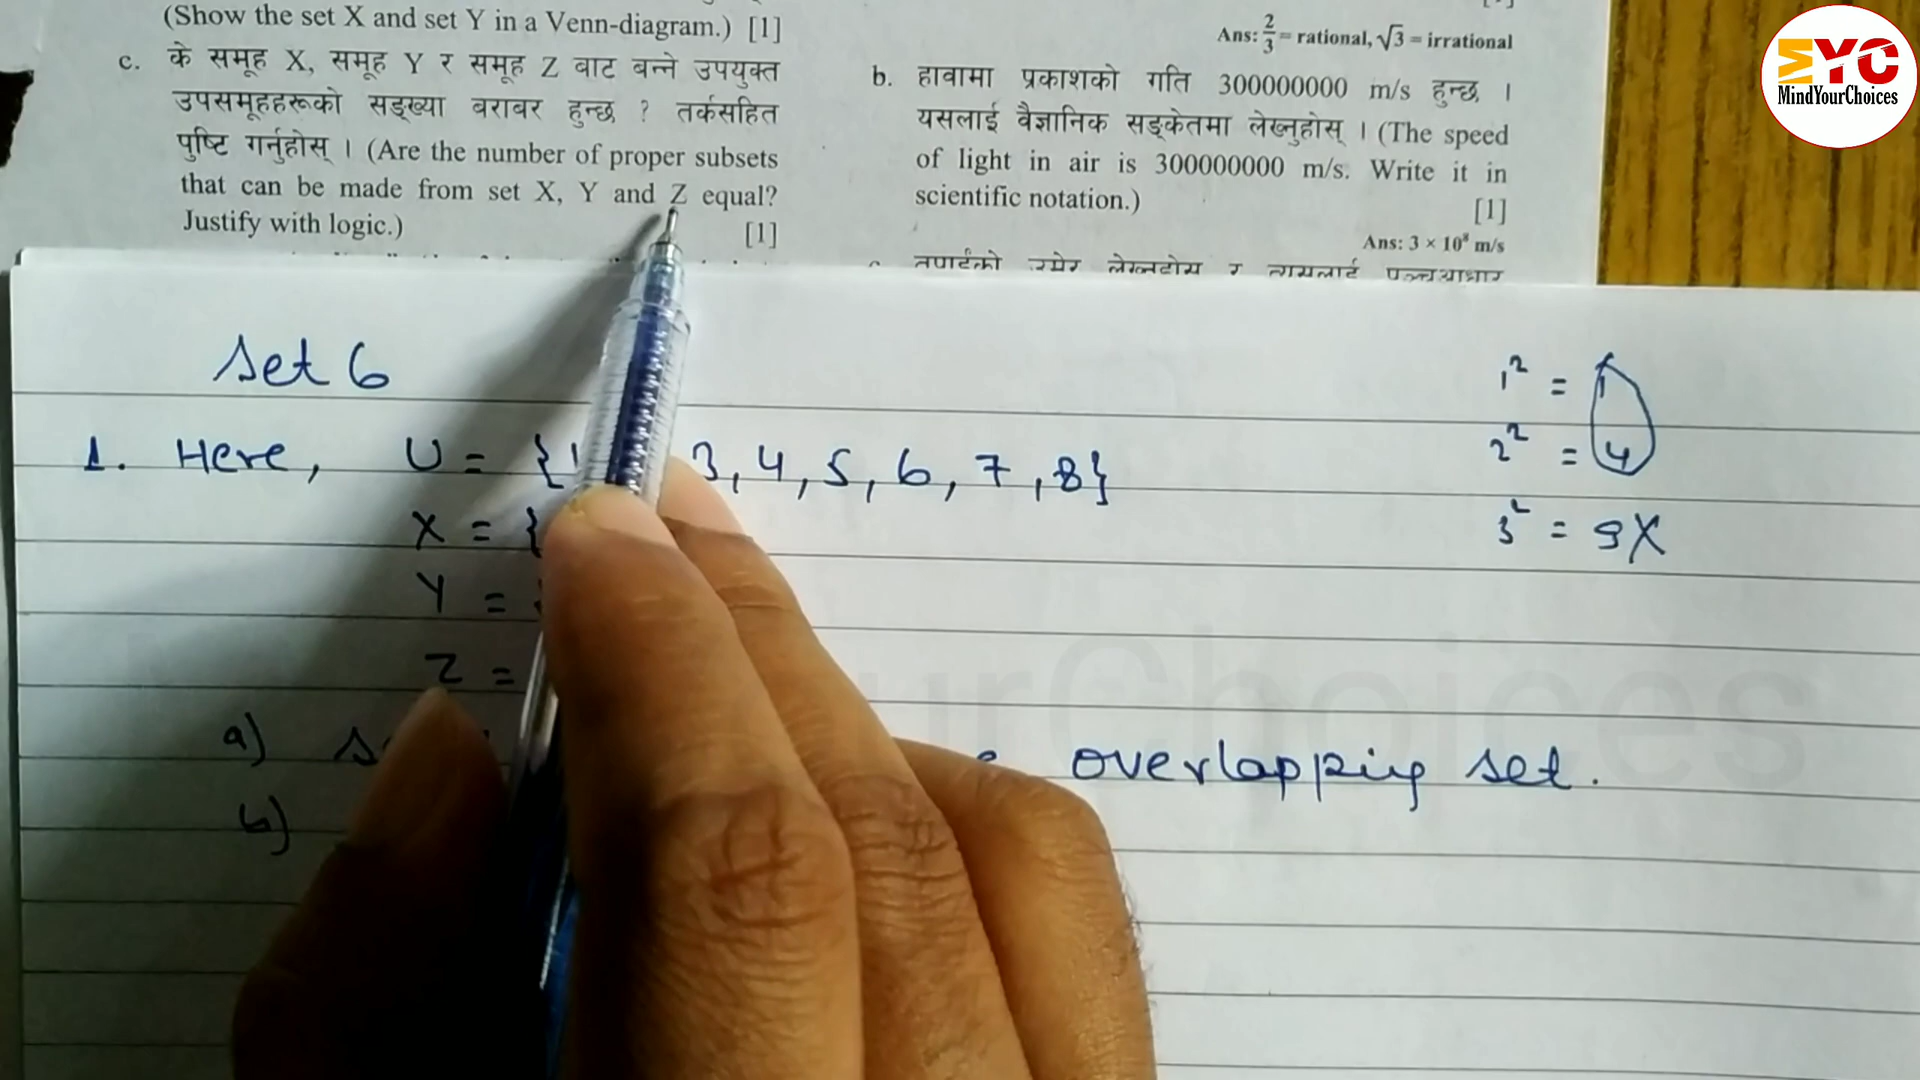 (Show the set X and set Y in a Venn-diagram.) [1]
c. के समूह X, समूह Y र समूह Z बाट बन्ने उपयुक्त
उपसमूहहरूको सङ्ख्या बराबर हुन्छ ? तर्कसहित
पुष्टि गर्नुहोस् । (Are the number of proper subsets
that can be made from set X, Y and Z equal?
Justify with logic.) [1]
Ans: 2/3 = rational, √3 = irrational
b. हावामा प्रकाशको गति 300000000 m/s हुन्छ ।
यसलाई वैज्ञानिक सङ्केतमा लेख्नुहोस् । (The speed
of light in air is 300000000 m/s. Write it in
scientific notation.) [1]
Ans: 3 × 10⁸ m/s
MYC
MindYourChoices
Set 6
1. Here, U = {1 3, 4, 5, 6, 7, 8}
X = {
Y = {
Z =
a) overlapping set.
b)
1² = 1
2² = 4
3² = 9X